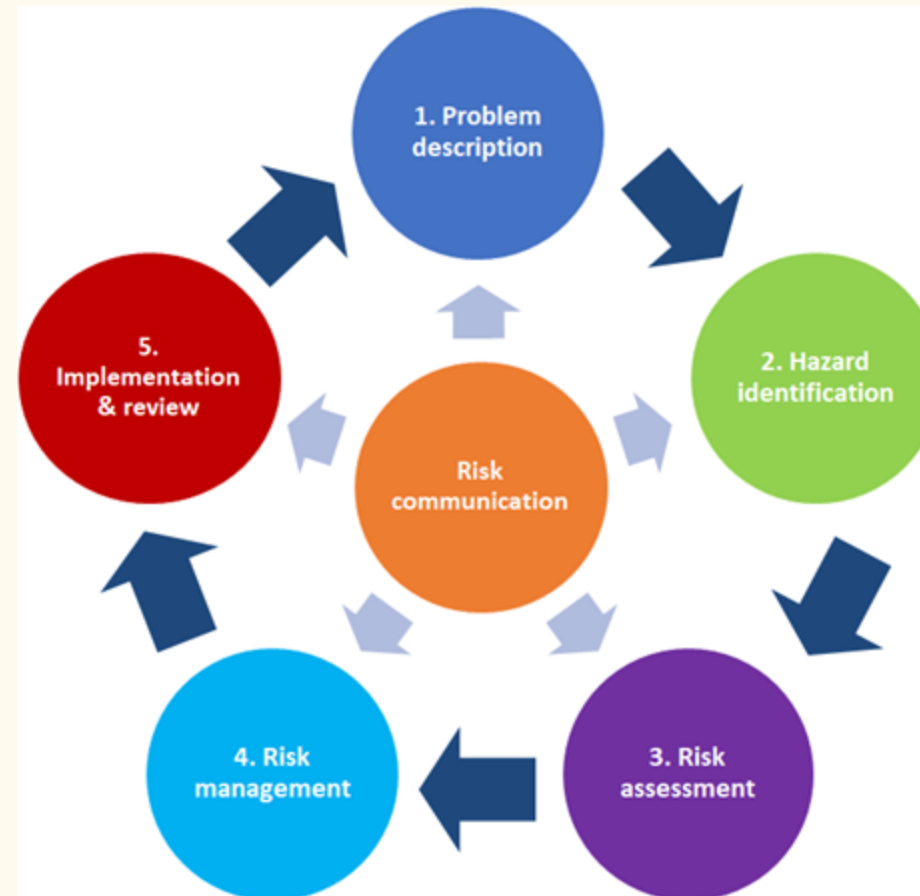 1. Problem
description
2. Hazard
identification
3. Risk
assessment
4. Risk
management
5.
Implementation
& review
Risk
communication